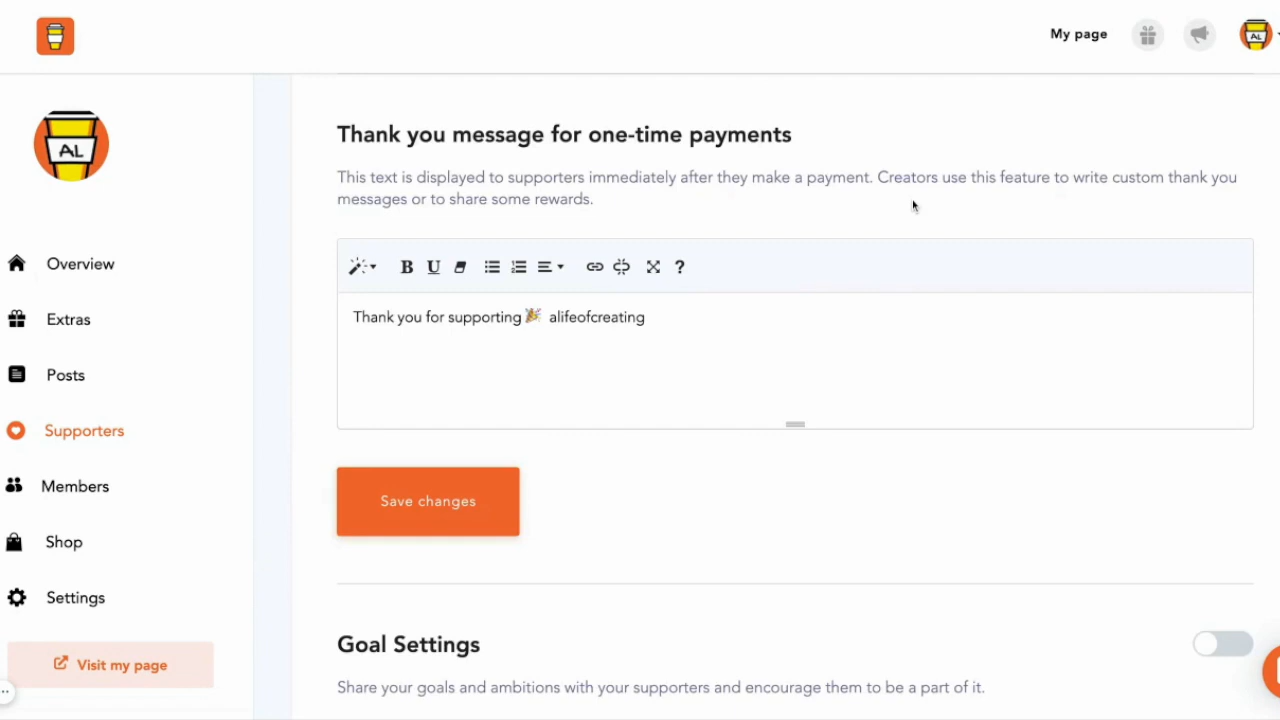 My page
AL
AL
Overview
Extras
Posts
Supporters
Members
Shop
Settings
Visit my page
Thank you message for one-time payments
This text is displayed to supporters immediately after they make a payment. Creators use this feature to write custom thank you
messages or to share some rewards.
B U ?
Thank you for supporting 🎉 alifeofcreating
Save changes
Goal Settings
Share your goals and ambitions with your supporters and encourage them to be a part of it.